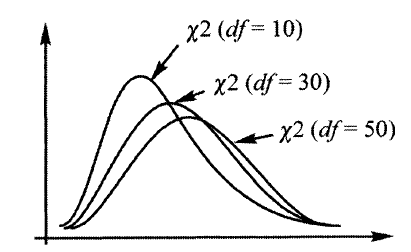 χ2 (df = 10)
χ2 (df = 30)
χ2 (df = 50)